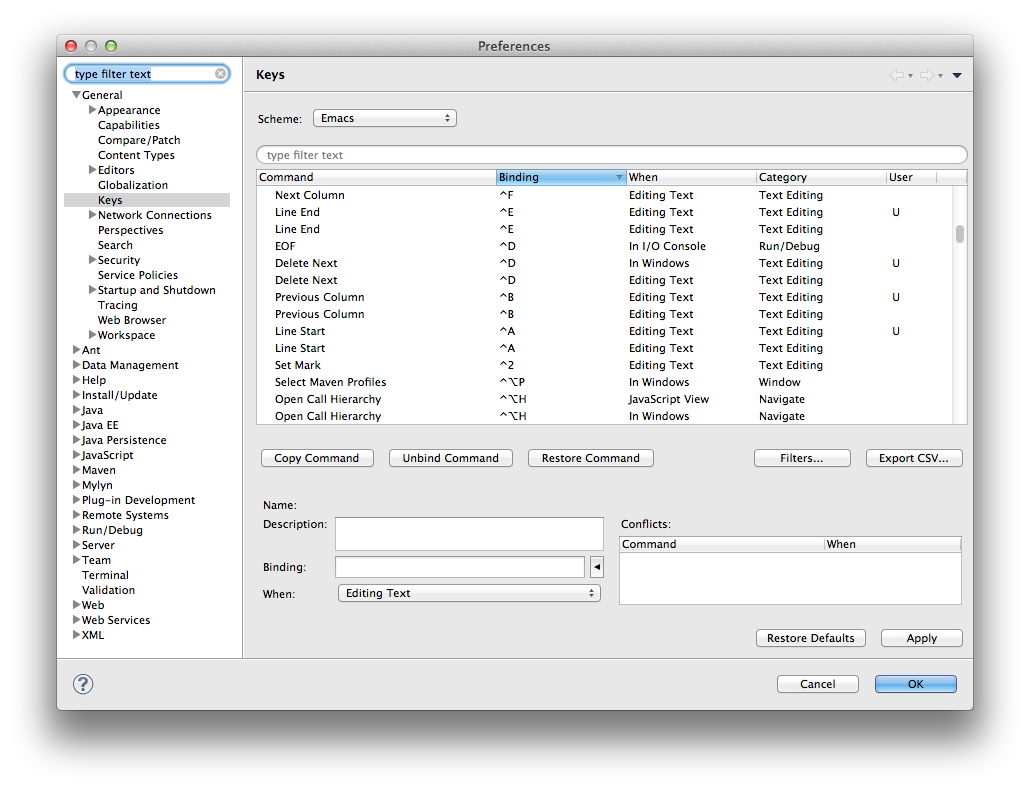 Preferences
type filter text
General
Appearance
Capabilities
Compare/Patch
Content Types
Editors
Globalization
Keys
Network Connections
Perspectives
Search
Security
Service Policies
Startup and Shutdown
Tracing
Web Browser
Workspace
Ant
Data Management
Help
Install/Update
Java
Java EE
Java Persistence
JavaScript
Maven
Mylyn
Plug-in Development
Remote Systems
Run/Debug
Server
Team
Terminal
Validation
Web
Web Services
XML
Keys
Scheme: Emacs
type filter text
Command Binding When Category User
Next Column ^F Editing Text Text Editing
Line End ^E Editing Text Text Editing U
Line End ^E Editing Text Text Editing
EOF ^D In I/O Console Run/Debug
Delete Next ^D In Windows Text Editing U
Delete Next ^D Editing Text Text Editing
Previous Column ^B Editing Text Text Editing U
Previous Column ^B Editing Text Text Editing
Line Start ^A Editing Text Text Editing U
Line Start ^A Editing Text Text Editing
Set Mark ^2 Editing Text Text Editing
Select Maven Profiles ^⌥P In Windows Window
Open Call Hierarchy ^⌥H JavaScript View Navigate
Open Call Hierarchy ^⌥H In Windows Navigate
Copy Command Unbind Command Restore Command Filters... Export CSV...
Name:
Description:
Binding:
When: Editing Text
Conflicts:
Command When
Restore Defaults Apply
? Cancel OK